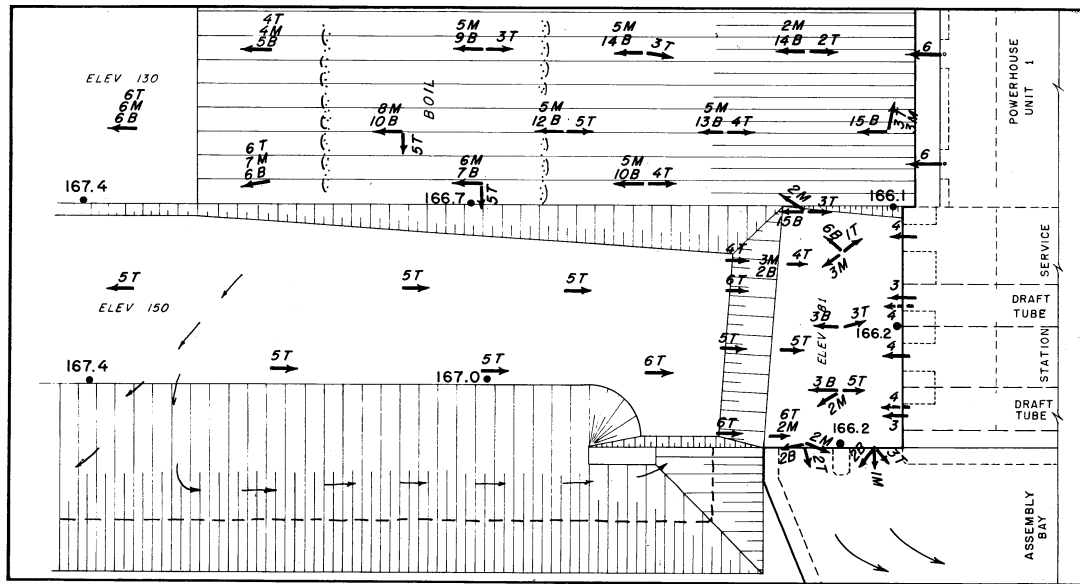 4T
4M
5B
5M
9B
3T
5M
14B
3T
2M
14B
2T
6
ELEV 130
6T
6M
6B
BOIL
8M
10B
5T
5M
12B
5T
5M
13B
4T
15B
3T
3M
POWERHOUSE
UNIT 1
6T
7M
6B
6M
7B
5T
5M
10B
4T
6
167.4
166.7
2M
3T
15B
166.1
4
6B
1T
3M
4T
3M
2B
4T
6T
5T
ELEV 150
5T
5T
3
4
3B
3T
ELEV 81
166.2
SERVICE
STATION
DRAFT
TUBE
5T
5T
4
167.4
5T
5T
167.0
6T
3B
5T
2M
4
3
DRAFT
TUBE
6T
6T
2M
2M
2B
2T
166.2
2B
1M
3T
ASSEMBLY
BAY